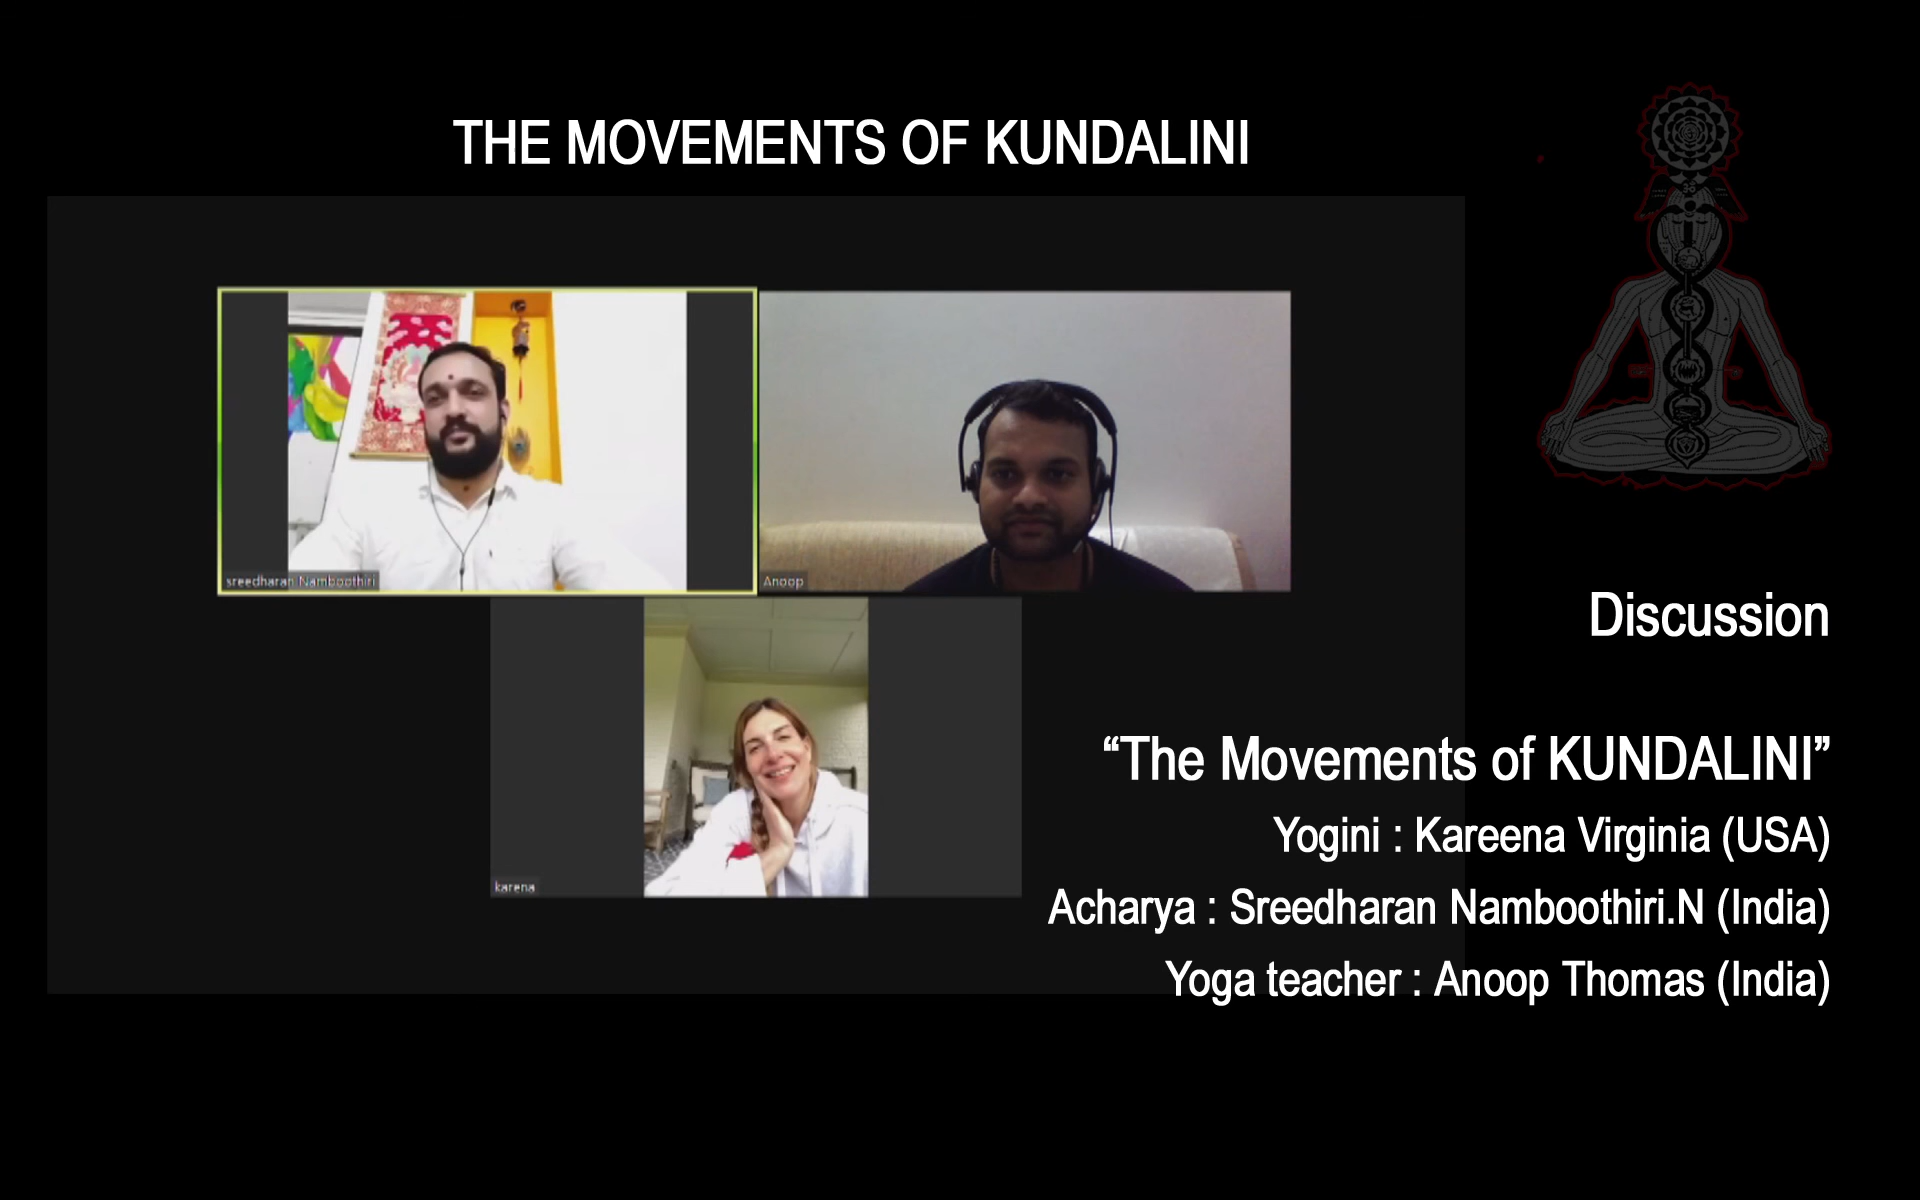 THE MOVEMENTS OF KUNDALINI
sreedharan Namboothiri
Anoop
karena
Discussion
“The Movements of KUNDALINI”
Yogini : Kareena Virginia (USA)
Acharya : Sreedharan Namboothiri.N (India)
Yoga teacher : Anoop Thomas (India)